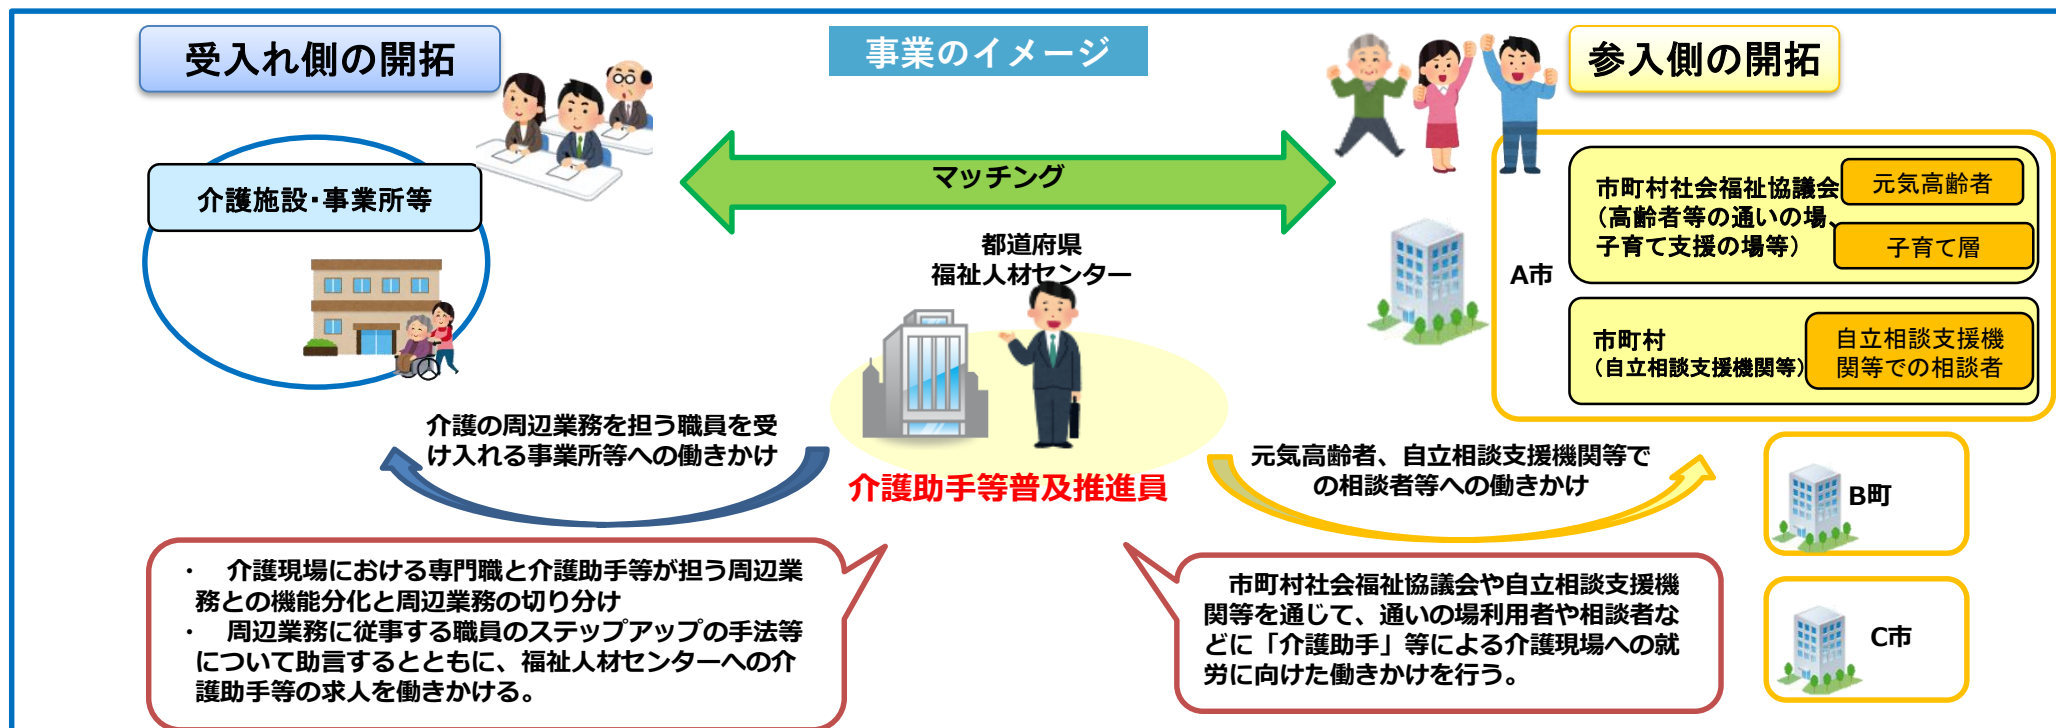 事業のイメージ
受入れ側の開拓
参入側の開拓
マッチング
介護施設・事業所等
都道府県
福祉人材センター
介護助手等普及推進員
A市
市町村社会福祉協議会
（高齢者等の通いの場、
子育て支援の場等）
元気高齢者
子育て層
市町村
（自立相談支援機関等）
自立相談支援機
関等での相談者
B町
C市
介護の周辺業務を担う職員を受
け入れる事業所等への働きかけ
元気高齢者、自立相談支援機関等で
の相談者等への働きかけ
・　介護現場における専門職と介護助手等が担う周辺業
務との機能分化と周辺業務の切り分け
・　周辺業務に従事する職員のステップアップの手法等
について助言するとともに、福祉人材センターへの介
護助手等の求人を働きかける。
市町村社会福祉協議会や自立相談支援機
関等を通じて、通いの場利用者や相談者な
どに「介護助手」等による介護現場への就
労に向けた働きかけを行う。